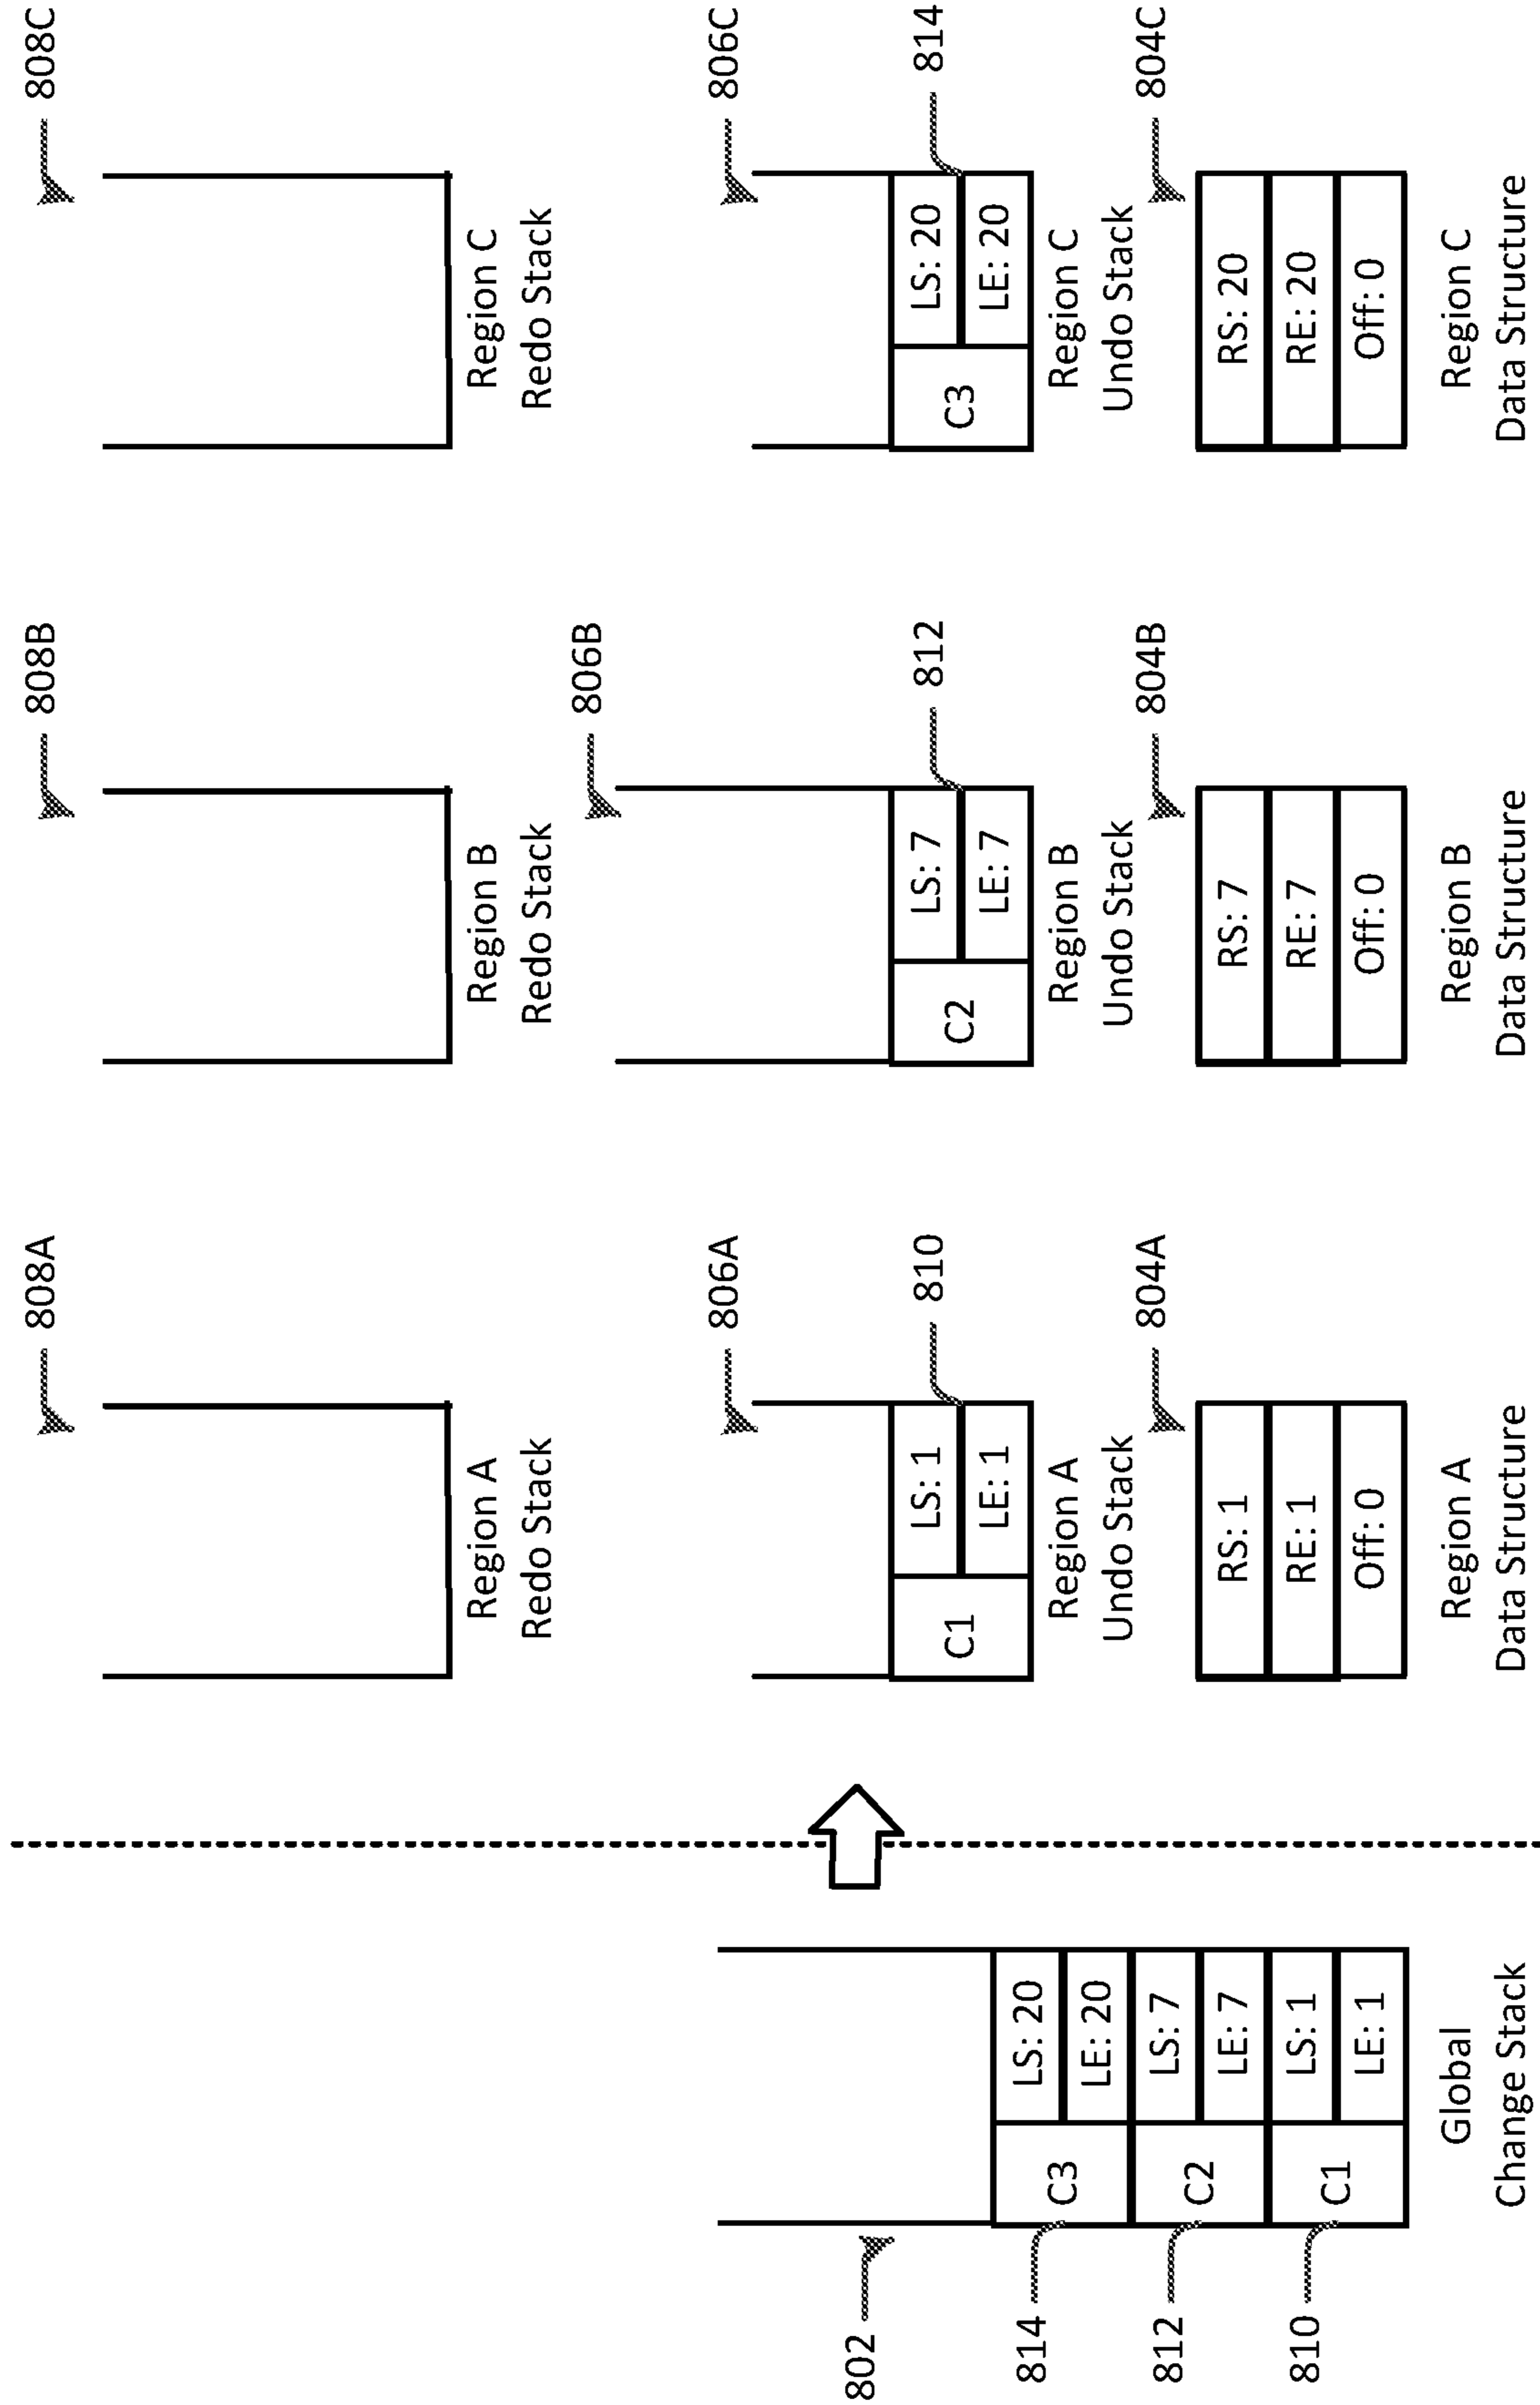 808A
808B
808C
Region A
Redo Stack
Region B
Redo Stack
Region C
Redo Stack
802
814
812
810
C3
LS: 20
LE: 20
C2
LS: 7
LE: 7
C1
LS: 1
LE: 1
Global
Change Stack
806A
C1
LS: 1
LE: 1
810
Region A
Undo Stack
806B
C2
LS: 7
LE: 7
812
Region B
Undo Stack
806C
C3
LS: 20
LE: 20
814
Region C
Undo Stack
804A
RS: 1
RE: 1
Off: 0
Region A
Data Structure
804B
RS: 7
RE: 7
Off: 0
Region B
Data Structure
804C
RS: 20
RE: 20
Off: 0
Region C
Data Structure